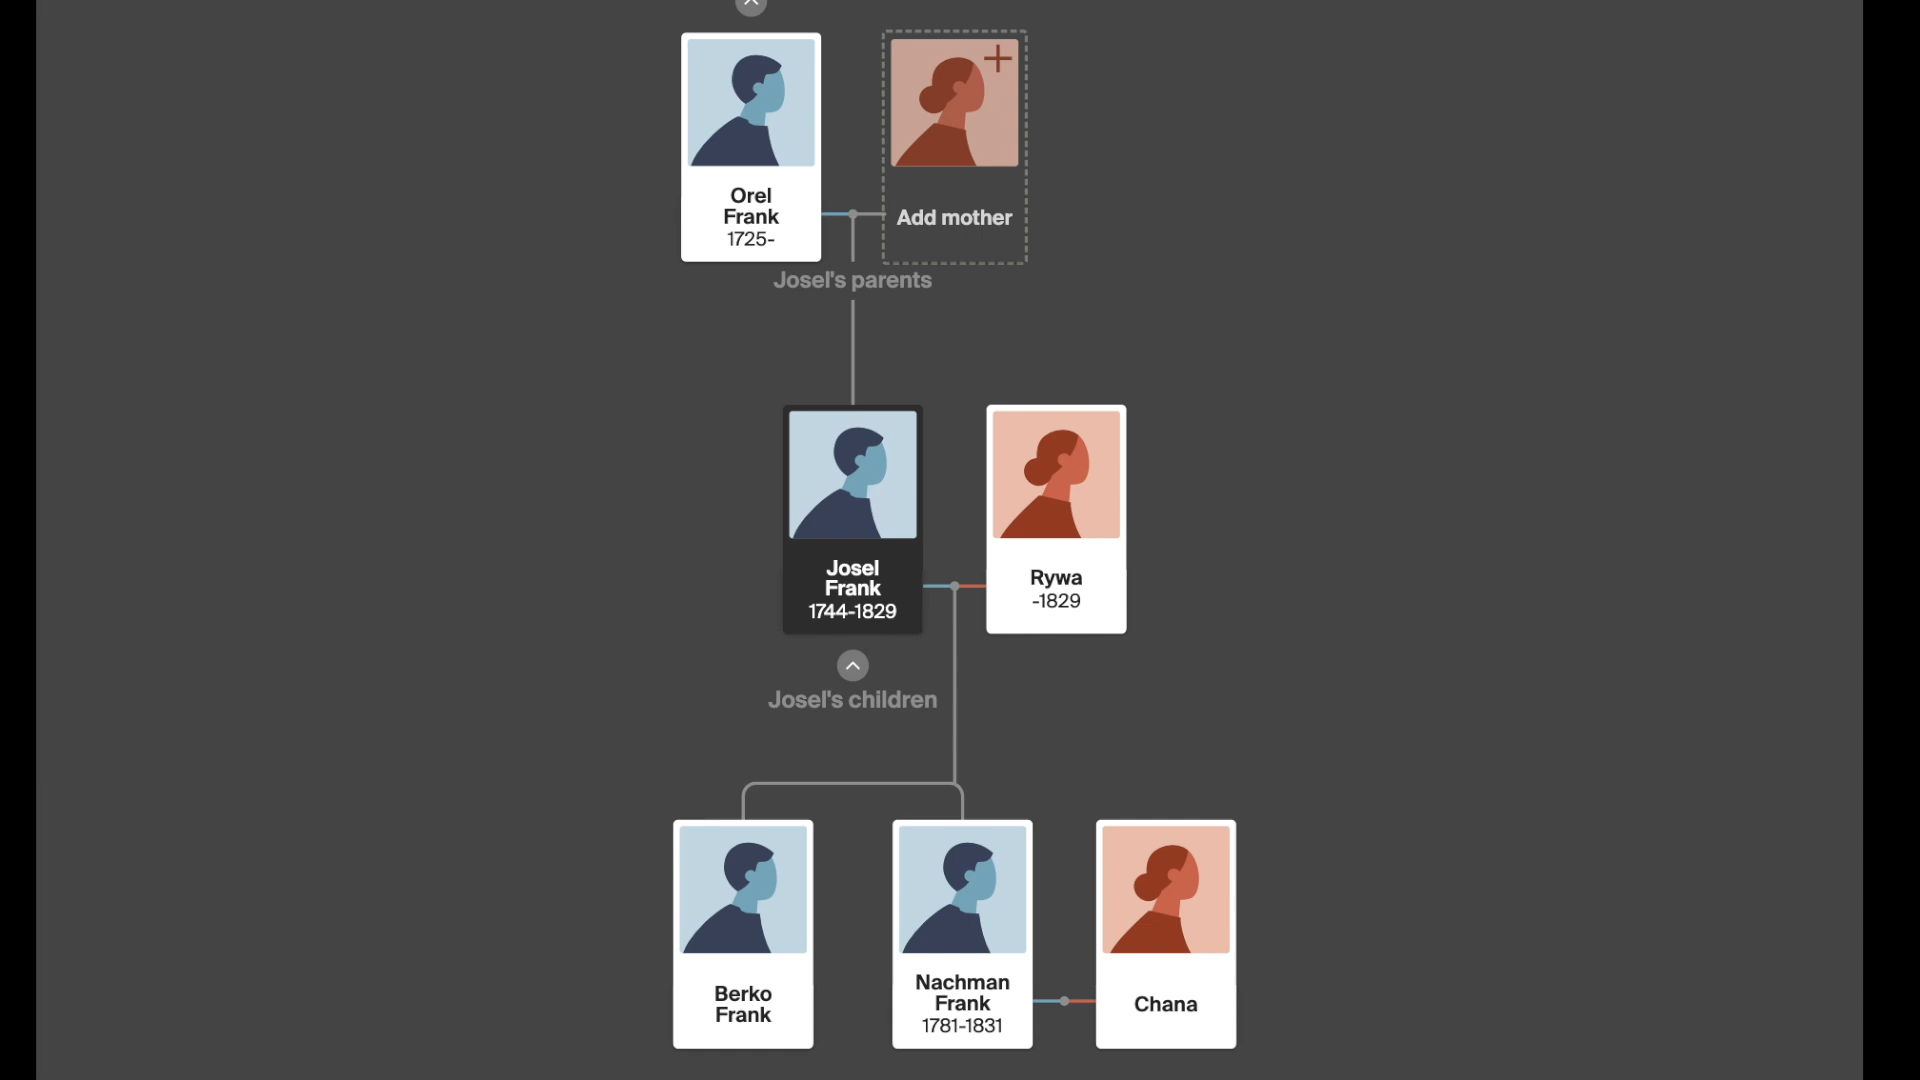 Orel
Frank
1725-
Add mother
Josel's parents
Josel
Frank
1744-1829
Rywa
-1829
Josel's children
Berko
Frank
Nachman
Frank
1781-1831
Chana